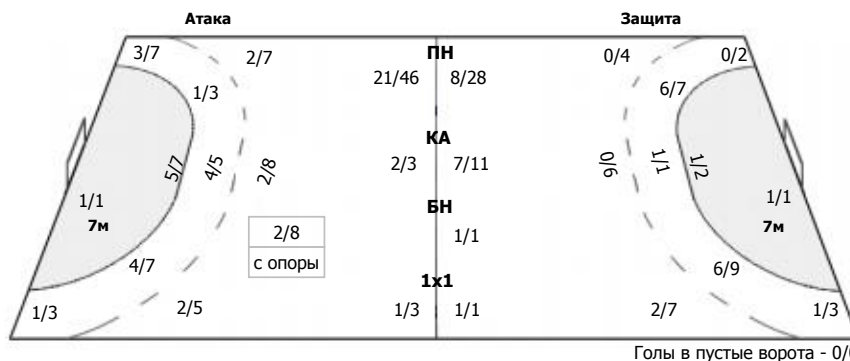 Атака Защита
3/7 2/7 ПН 0/4 0/2
21/46 8/28
1/3 6/7
КА
5/7 4/5 2/8 2/3 7/11 0/6 1/1 1/2
1/1 1/1
БН
7м 7м
2/8 1/1
с опоры
4/7 6/9
1x1
1/3 2/5 1/3 1/1 2/7 1/3
Голы в пустые ворота -